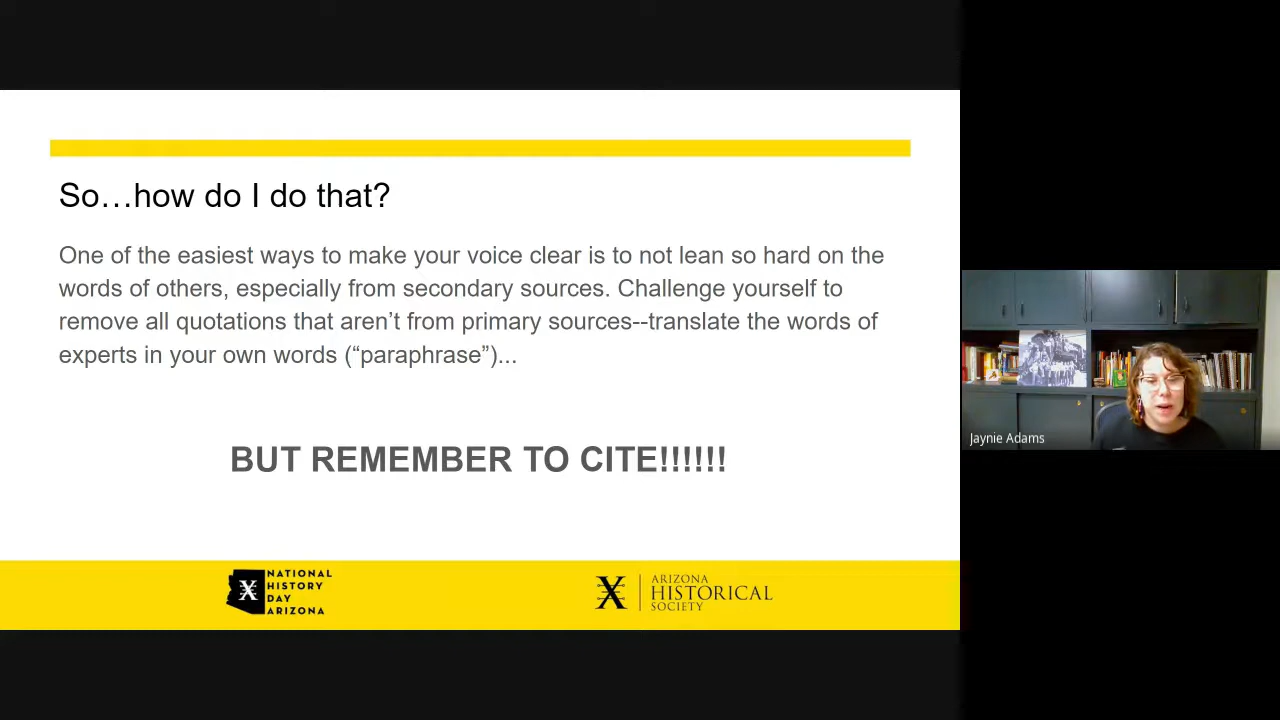 So…how do I do that?
One of the easiest ways to make your voice clear is to not lean so hard on the
words of others, especially from secondary sources. Challenge yourself to
remove all quotations that aren’t from primary sources--translate the words of
experts in your own words (“paraphrase”)...
BUT REMEMBER TO CITE!!!!!!
NATIONAL
HISTORY
DAY
ARIZONA
ARIZONA
HISTORICAL
SOCIETY
Jaynie Adams